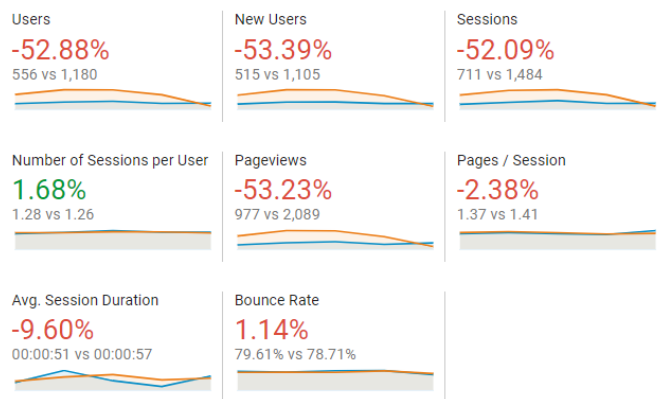 Users
-52.88%
556 vs 1,180
New Users
-53.39%
515 vs 1,105
Sessions
-52.09%
711 vs 1,484
Number of Sessions per User
1.68%
1.28 vs 1.26
Pageviews
-53.23%
977 vs 2,089
Pages / Session
-2.38%
1.37 vs 1.41
Avg. Session Duration
-9.60%
00:00:51 vs 00:00:57
Bounce Rate
1.14%
79.61% vs 78.71%